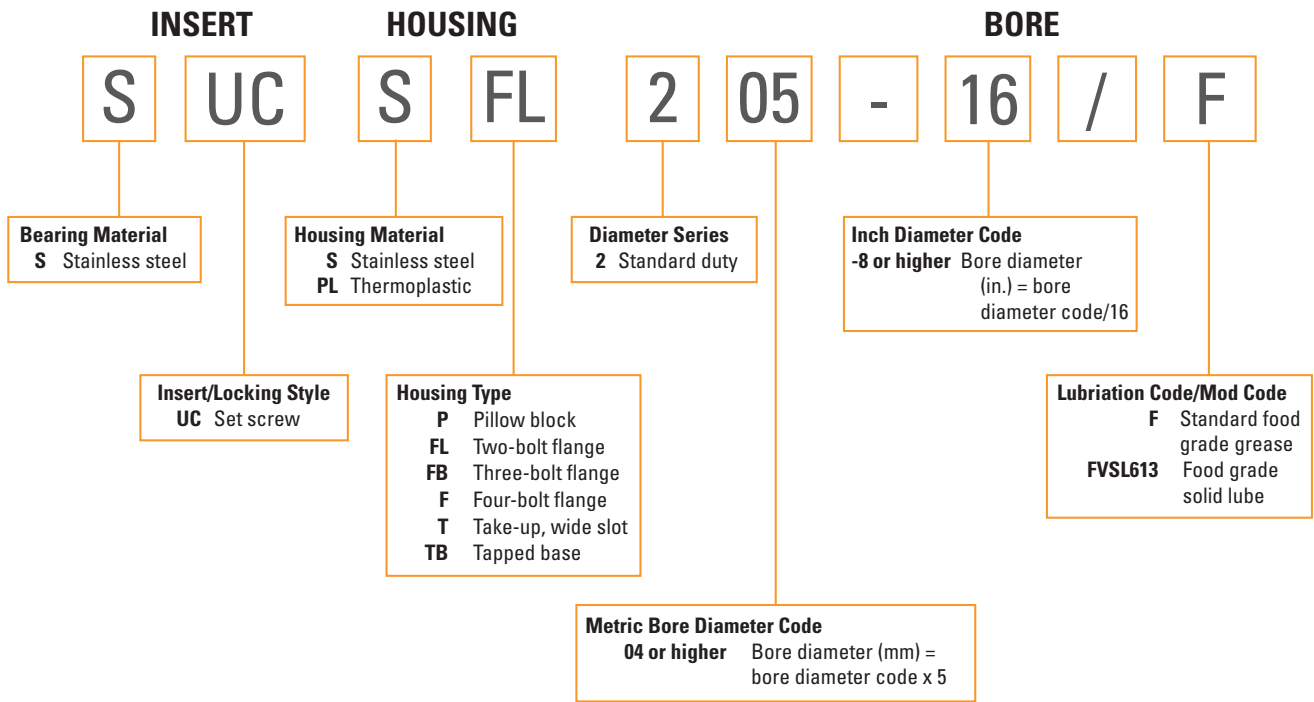 INSERT HOUSING BORE
S UC S FL 2 05 - 16 / F
Bearing Material
S Stainless steel
Housing Material
S Stainless steel
PL Thermoplastic
Diameter Series
2 Standard duty
Inch Diameter Code
-8 or higher Bore diameter
(in.) = bore
diameter code/16
Insert/Locking Style
UC Set screw
Housing Type
P Pillow block
FL Two-bolt flange
FB Three-bolt flange
F Four-bolt flange
T Take-up, wide slot
TB Tapped base
Lubriation Code/Mod Code
F Standard food
grade grease
FVSL613 Food grade
solid lube
Metric Bore Diameter Code
04 or higher Bore diameter (mm) =
bore diameter code x 5